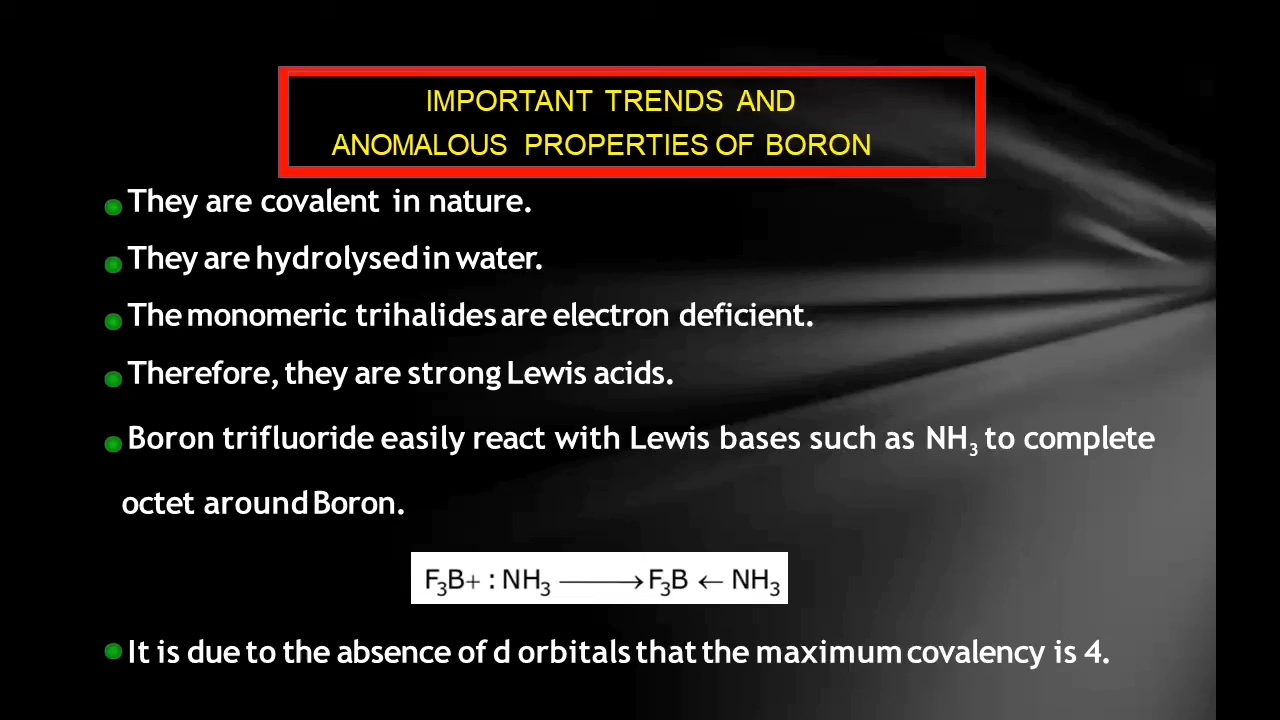 IMPORTANT TRENDS AND
ANOMALOUS PROPERTIES OF BORON
They are covalent in nature.
They are hydrolysed in water.
The monomeric trihalides are electron deficient.
Therefore, they are strong Lewis acids.
Boron trifluoride easily react with Lewis bases such as NH₃ to complete
octet around Boron.
F₃B+ : NH₃ ⟶ F₃B ← NH₃
It is due to the absence of d orbitals that the maximum covalency is 4.